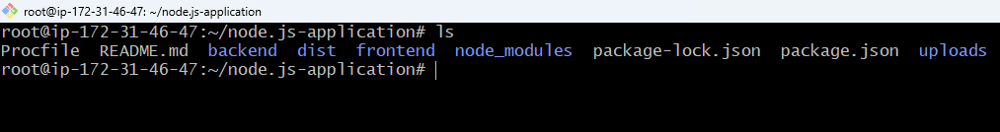 root@ip-172-31-46-47: ~/node.js-application
root@ip-172-31-46-47:~/node.js-application# ls
Procfile README.md backend dist frontend node_modules package-lock.json package.json uploads
root@ip-172-31-46-47:~/node.js-application#